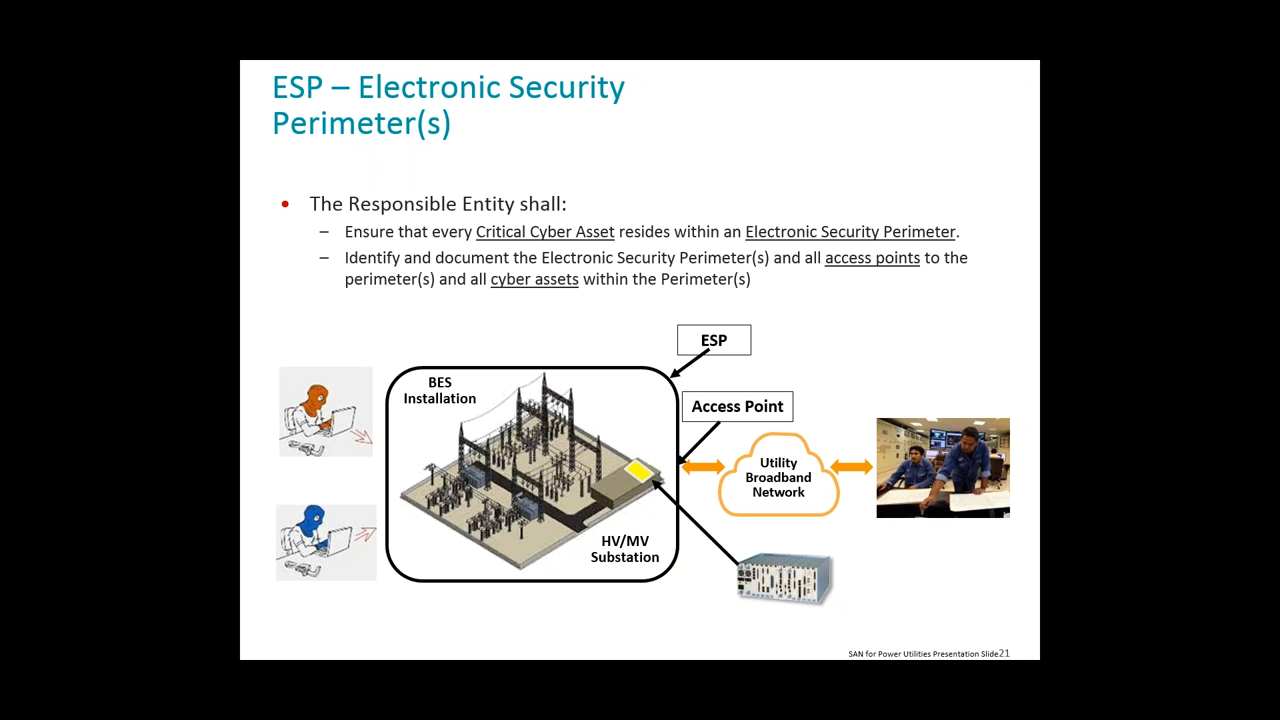 ESP – Electronic Security
Perimeter(s)
• The Responsible Entity shall:
– Ensure that every Critical Cyber Asset resides within an Electronic Security Perimeter.
– Identify and document the Electronic Security Perimeter(s) and all access points to the
perimeter(s) and all cyber assets within the Perimeter(s)
ESP
BES
Installation
Access Point
Utility
Broadband
Network
HV/MV
Substation
SAN for Power Utilities Presentation Slide21